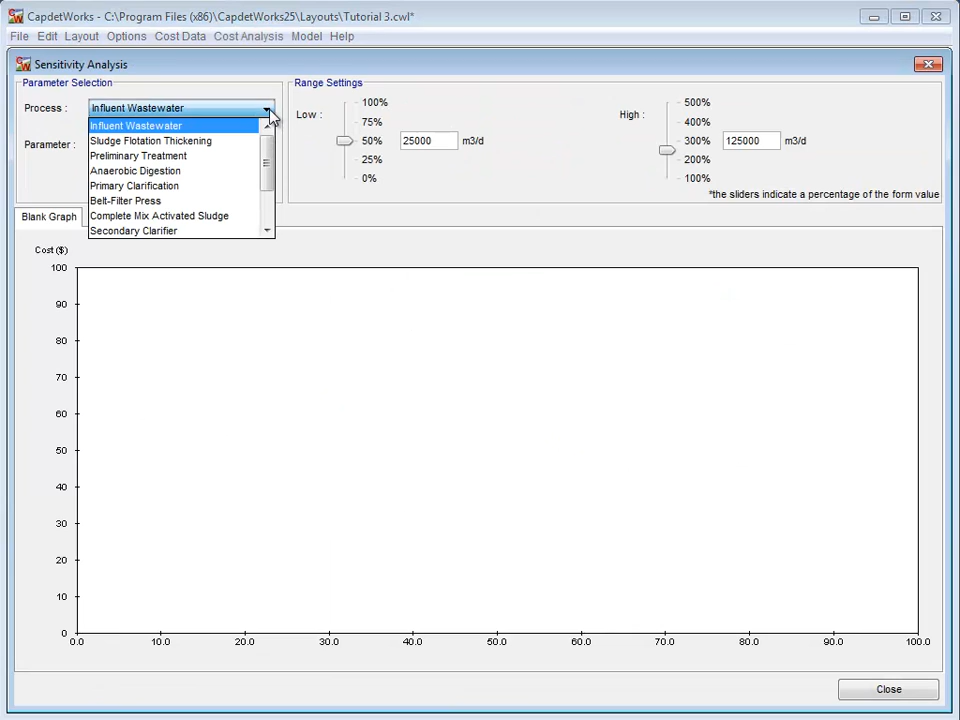 CapdetWorks - C:\Program Files (x86)\CapdetWorks25\Layouts\Tutorial 3.cwl*
File Edit Layout Options Cost Data Cost Analysis Model Help
Sensitivity Analysis
Parameter Selection
Process : Influent Wastewater
Influent Wastewater
Sludge Flotation Thickening
Preliminary Treatment
Anaerobic Digestion
Primary Clarification
Belt-Filter Press
Complete Mix Activated Sludge
Secondary Clarifier
Parameter :
Range Settings
Low :
100%
75%
50%
25%
0%
25000 m3/d
High :
500%
400%
300%
200%
100%
125000 m3/d
*the sliders indicate a percentage of the form value
Blank Graph
Cost ($)
100
90
80
70
60
50
40
30
20
10
0
0.0 10.0 20.0 30.0 40.0 50.0 60.0 70.0 80.0 90.0 100.0
Close